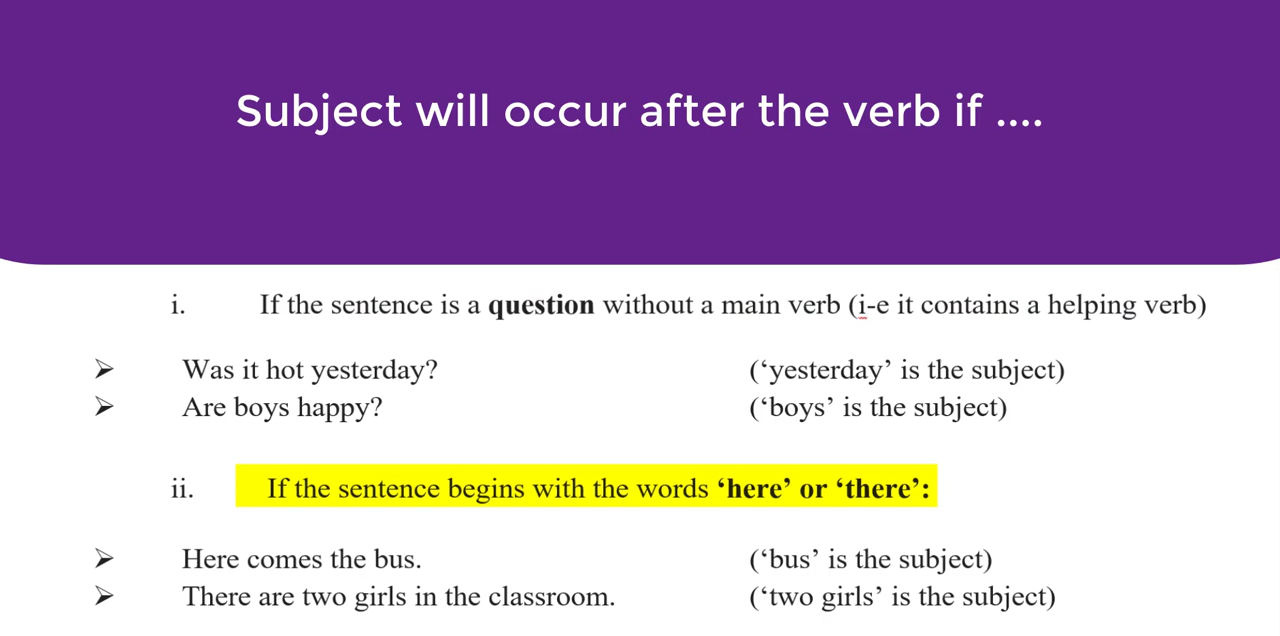 Subject will occur after the verb if ....
i. If the sentence is a question without a main verb (i-e it contains a helping verb)
➢ Was it hot yesterday? (‘yesterday’ is the subject)
➢ Are boys happy? (‘boys’ is the subject)
ii. If the sentence begins with the words ‘here’ or ‘there’:
➢ Here comes the bus. (‘bus’ is the subject)
➢ There are two girls in the classroom. (‘two girls’ is the subject)